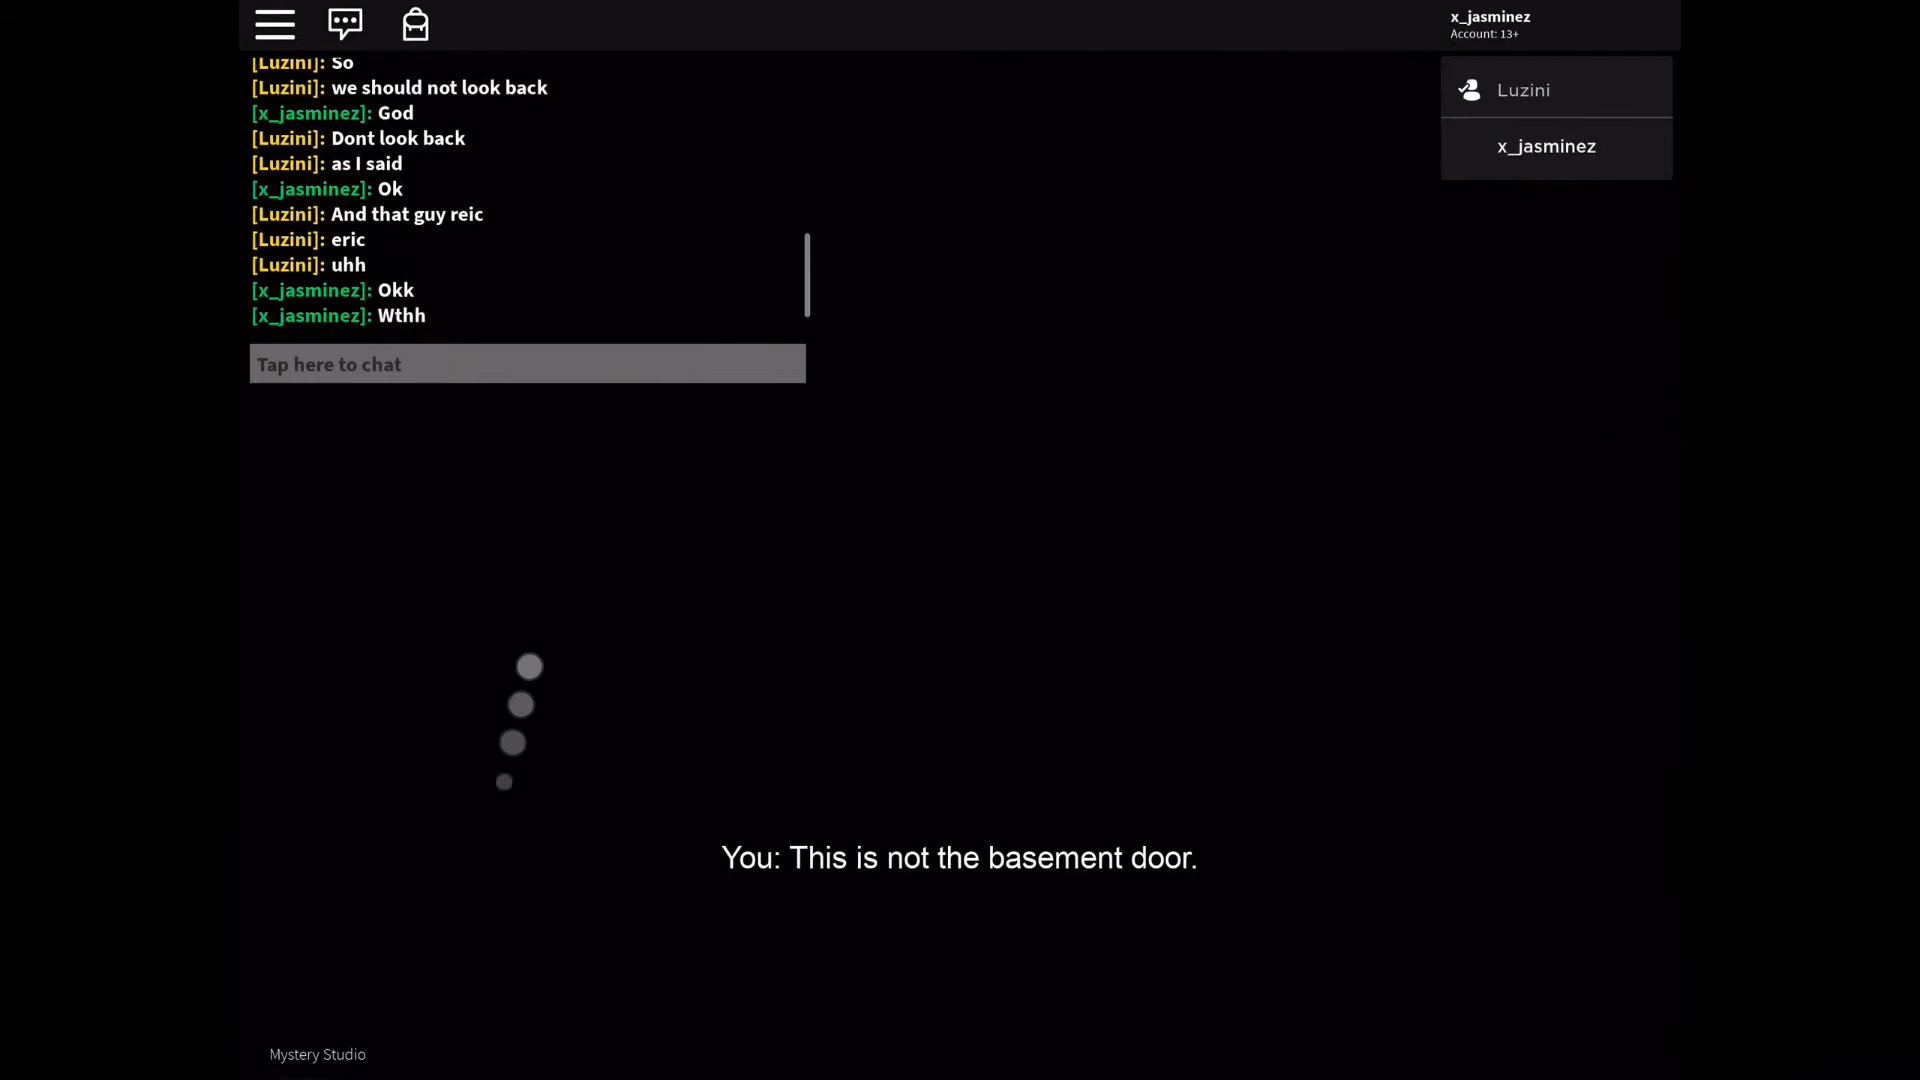 x_jasminez
Account: 13+
[Luzini]: So
[Luzini]: we should not look back
[x_jasminez]: God
[Luzini]: Dont look back
[Luzini]: as I said
[x_jasminez]: Ok
[Luzini]: And that guy reic
[Luzini]: eric
[Luzini]: uhh
[x_jasminez]: Okk
[x_jasminez]: Wthh
Tap here to chat
Luzini
x_jasminez
You: This is not the basement door.
Mystery Studio